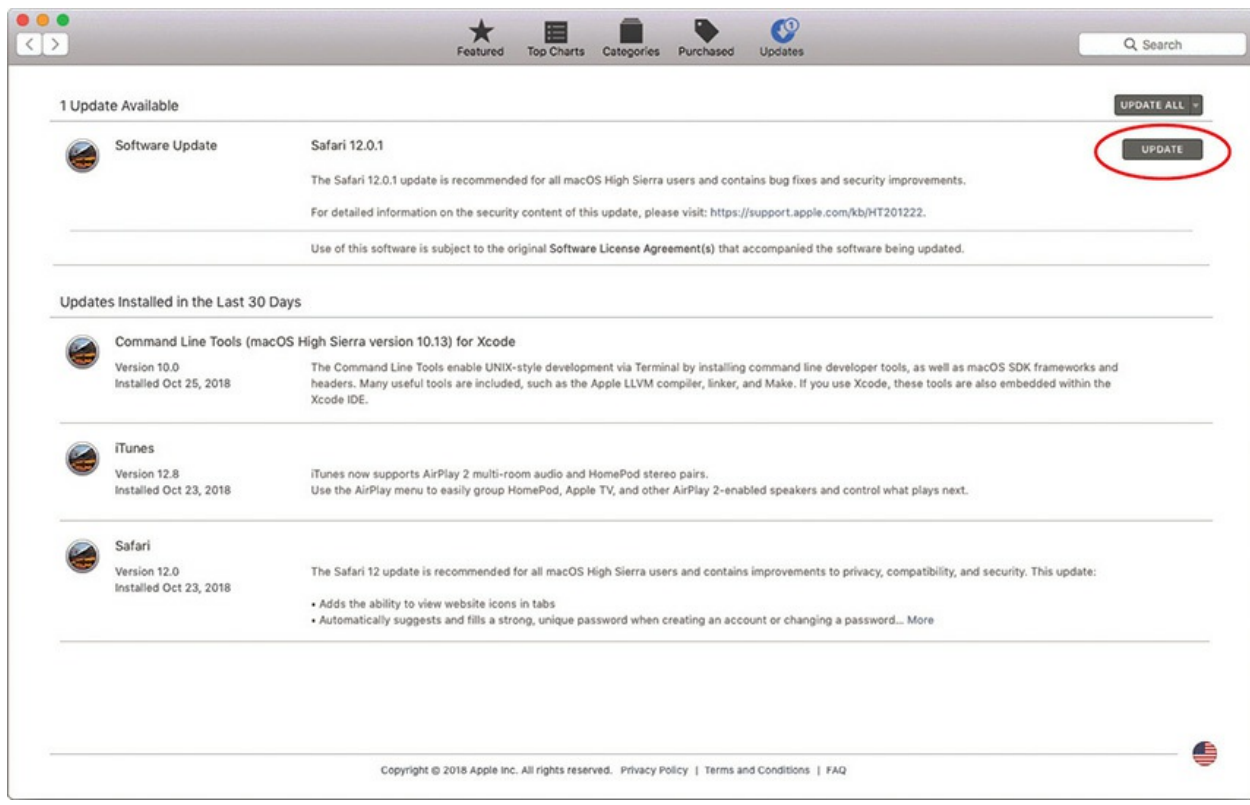 Featured Top Charts Categories Purchased Updates
1
Search
1 Update Available
UPDATE ALL
Software Update
Safari 12.0.1
UPDATE
The Safari 12.0.1 update is recommended for all macOS High Sierra users and contains bug fixes and security improvements.
For detailed information on the security content of this update, please visit: https://support.apple.com/kb/HT201222.
Use of this software is subject to the original Software License Agreement(s) that accompanied the software being updated.
Updates Installed in the Last 30 Days
Command Line Tools (macOS High Sierra version 10.13) for Xcode
Version 10.0
Installed Oct 25, 2018
The Command Line Tools enable UNIX-style development via Terminal by installing command line developer tools, as well as macOS SDK frameworks and
headers. Many useful tools are included, such as the Apple LLVM compiler, linker, and Make. If you use Xcode, these tools are also embedded within the
Xcode IDE.
iTunes
Version 12.8
Installed Oct 23, 2018
iTunes now supports AirPlay 2 multi-room audio and HomePod stereo pairs.
Use the AirPlay menu to easily group HomePod, Apple TV, and other AirPlay 2-enabled speakers and control what plays next.
Safari
Version 12.0
Installed Oct 23, 2018
The Safari 12 update is recommended for all macOS High Sierra users and contains improvements to privacy, compatibility, and security. This update:
• Adds the ability to view website icons in tabs
• Automatically suggests and fills a strong, unique password when creating an account or changing a password... More
Copyright © 2018 Apple Inc. All rights reserved. Privacy Policy | Terms and Conditions | FAQ